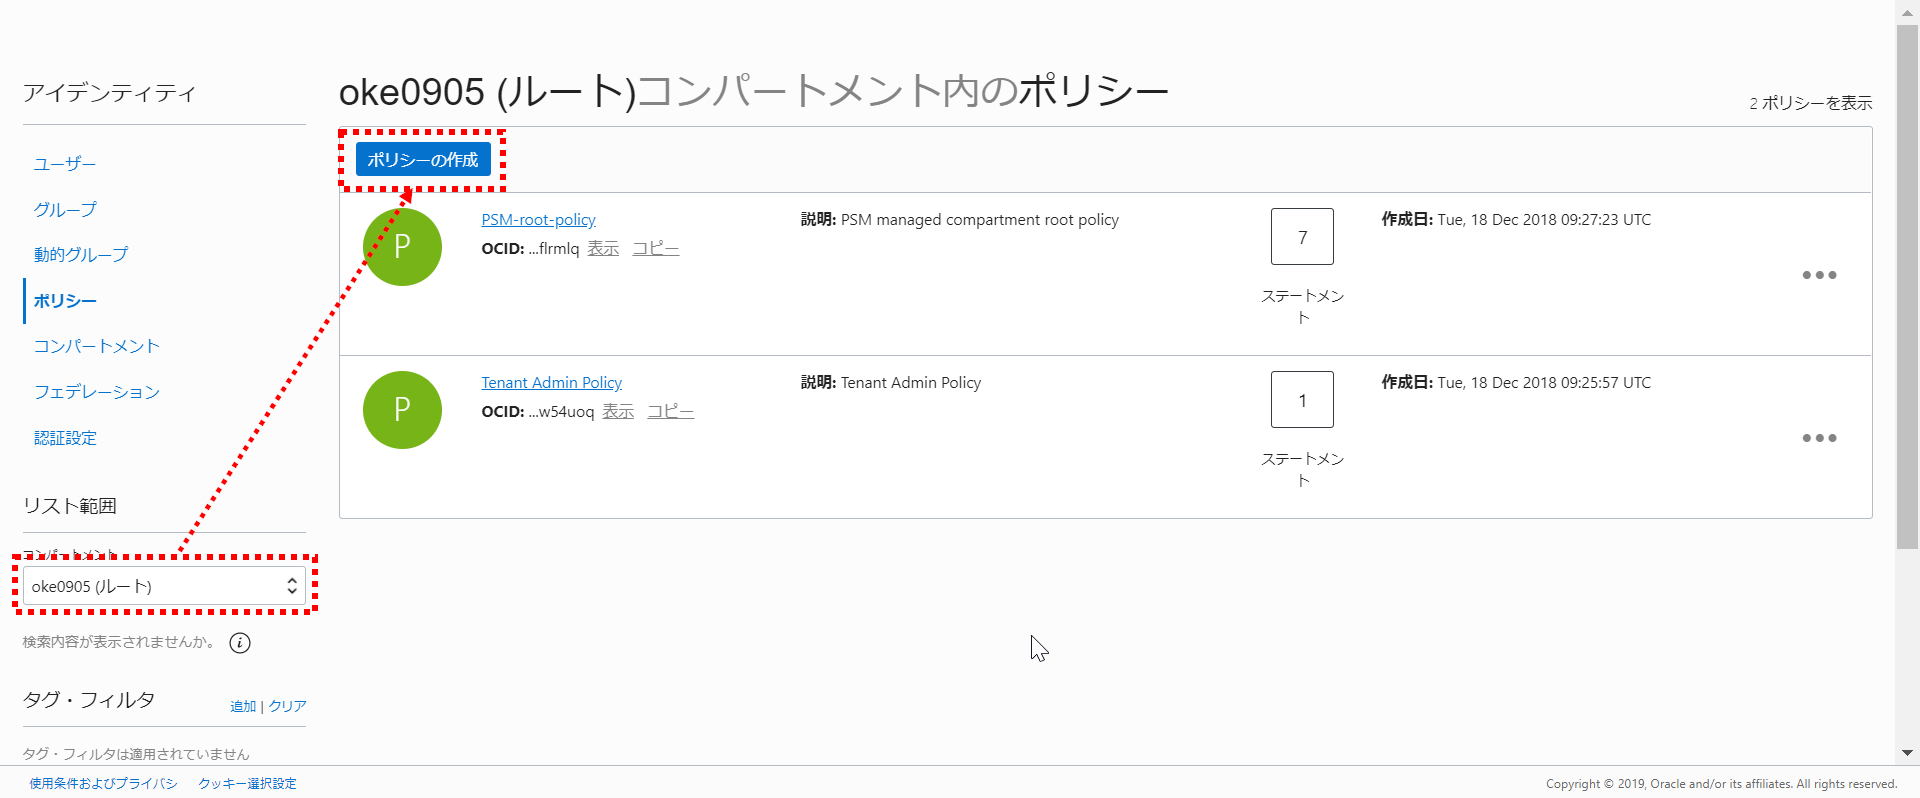 アイデンティティ
ユーザー
グループ
動的グループ
ポリシー
コンパートメント
フェデレーション
認証設定
リスト範囲
コンパートメント
oke0905 (ルート)
検索内容が表示されませんか。 i
タグ・フィルタ 追加 | クリア
タグ・フィルタは適用されていません
oke0905 (ルート)コンパートメント内のポリシー
2 ポリシーを表示
ポリシーの作成
P
PSM-root-policy
OCID: ...flrmlq 表示 コピー
説明: PSM managed compartment root policy
7
ステートメン
ト
作成日: Tue, 18 Dec 2018 09:27:23 UTC
P
Tenant Admin Policy
OCID: ...w54uoq 表示 コピー
説明: Tenant Admin Policy
1
ステートメン
ト
作成日: Tue, 18 Dec 2018 09:25:57 UTC
使用条件およびプライバシ クッキー選択設定
Copyright © 2019, Oracle and/or its affiliates. All rights reserved.